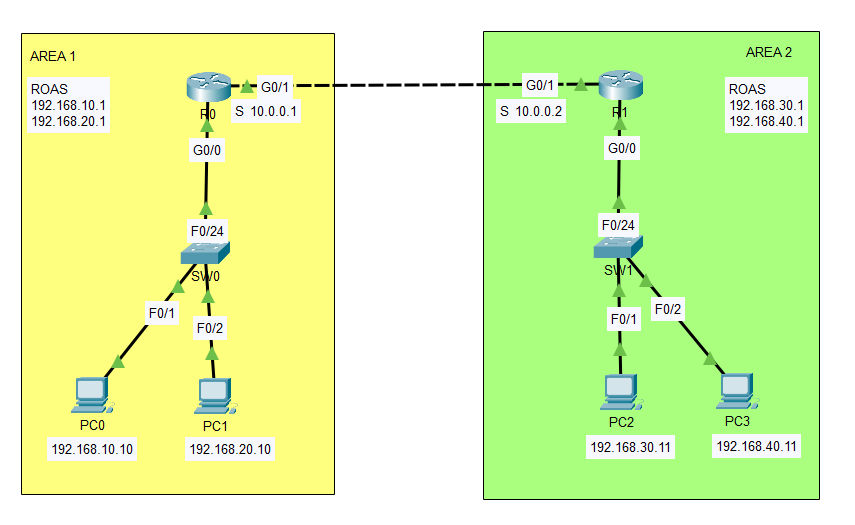 AREA 1
ROAS
192.168.10.1
192.168.20.1
R0
G0/1
S 10.0.0.1
G0/0
F0/24
SW0
F0/1
F0/2
PC0
192.168.10.10
PC1
192.168.20.10
AREA 2
G0/1
S 10.0.0.2
R1
ROAS
192.168.30.1
192.168.40.1
G0/0
F0/24
SW1
F0/1
F0/2
PC2
192.168.30.11
PC3
192.168.40.11